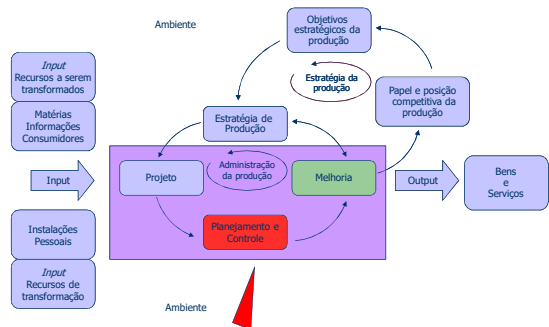 Ambiente
Objetivos
estratégicos da
produção
Input
Recursos a serem
transformados
Estratégia da
produção
Papel e posição
competitiva da
produção
Matérias
Informações
Consumidores
Estratégia de
Produção
Input
Projeto
Administração
da produção
Melhoria
Output
Bens
e
Serviços
Instalações
Pessoais
Planejamento e
Controle
Input
Recursos de
transformação
Ambiente